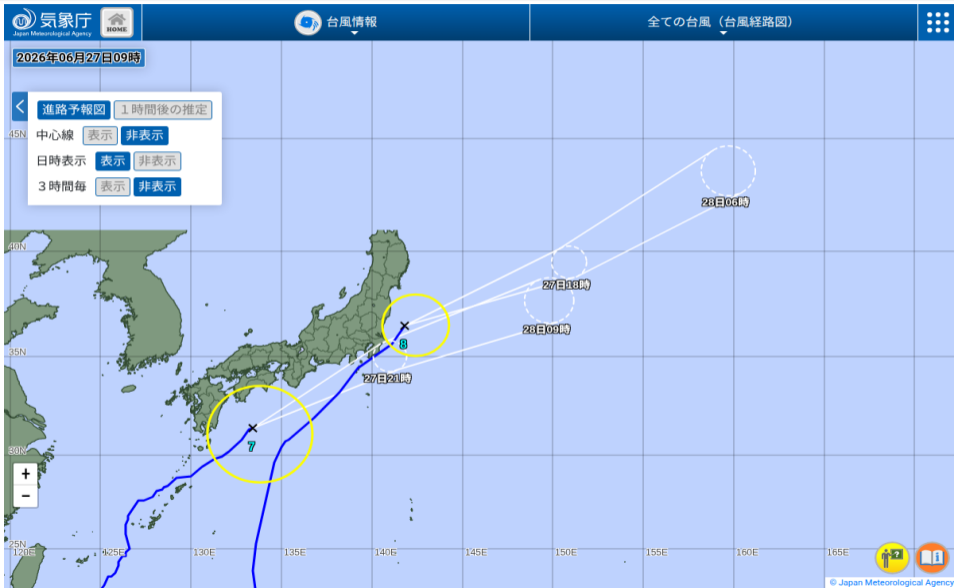 気象庁
Japan Meteorological Agency
HOME
台風情報
全ての台風（台風経路図）
2026年06月27日09時
進路予報図 1時間後の推定
中心線 表示 非表示
日時表示 表示 非表示
３時間毎 表示 非表示
45N
40N
35N
30N
25N
28日06時
27日18時
28日09時
27日21時
8
7
+
−
120E 125E 130E 135E 140E 145E 150E 155E 160E 165E
© Japan Meteorological Agency